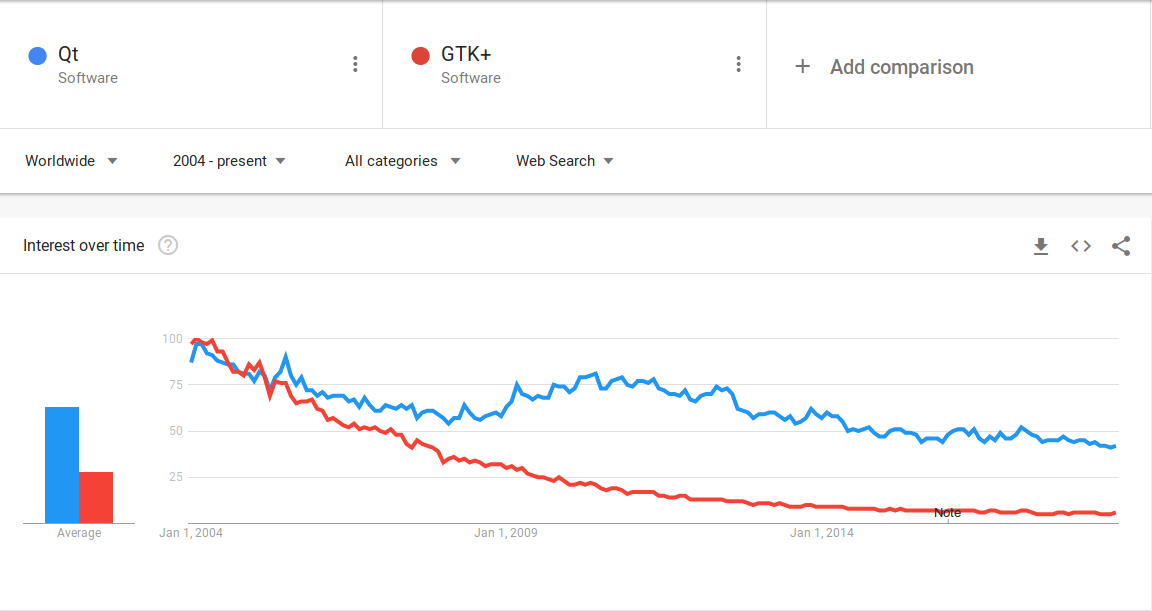 Qt
Software
GTK+
Software
+ Add comparison
Worldwide
2004 - present
All categories
Web Search
Interest over time ?
100
75
50
25
Average
Jan 1, 2004
Jan 1, 2009
Jan 1, 2014
Note